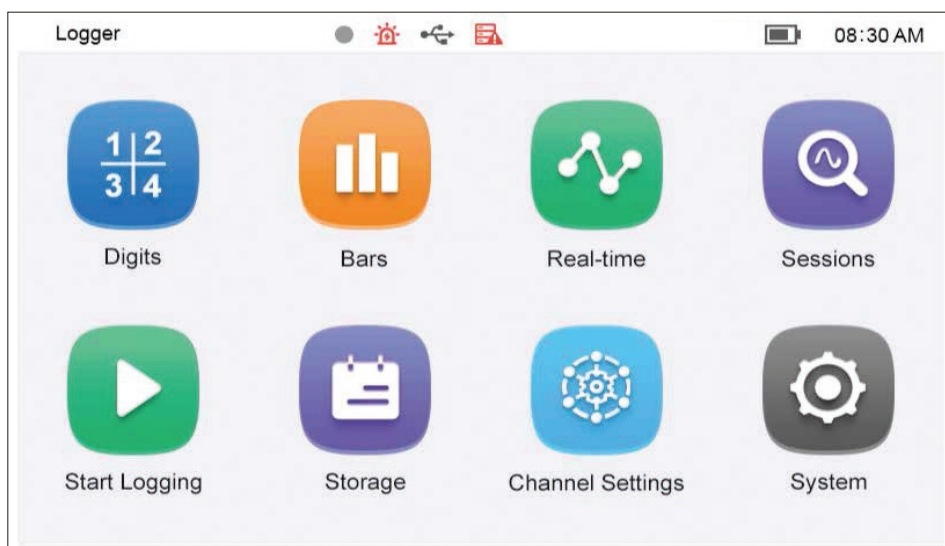 Logger 08:30 AM
1 2
3 4
Digits Bars Real-time Sessions
Start Logging Storage Channel Settings System